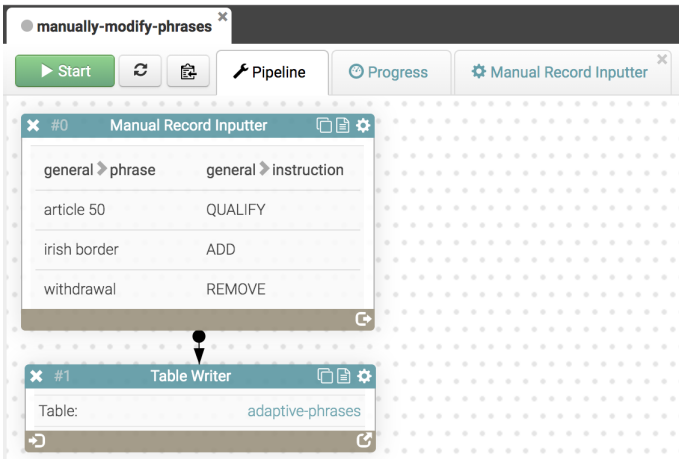 manually-modify-phrases
Start Pipeline Progress Manual Record Inputter
#0 Manual Record Inputter
general phrase general instruction
article 50 QUALIFY
irish border ADD
withdrawal REMOVE
#1 Table Writer
Table: adaptive-phrases